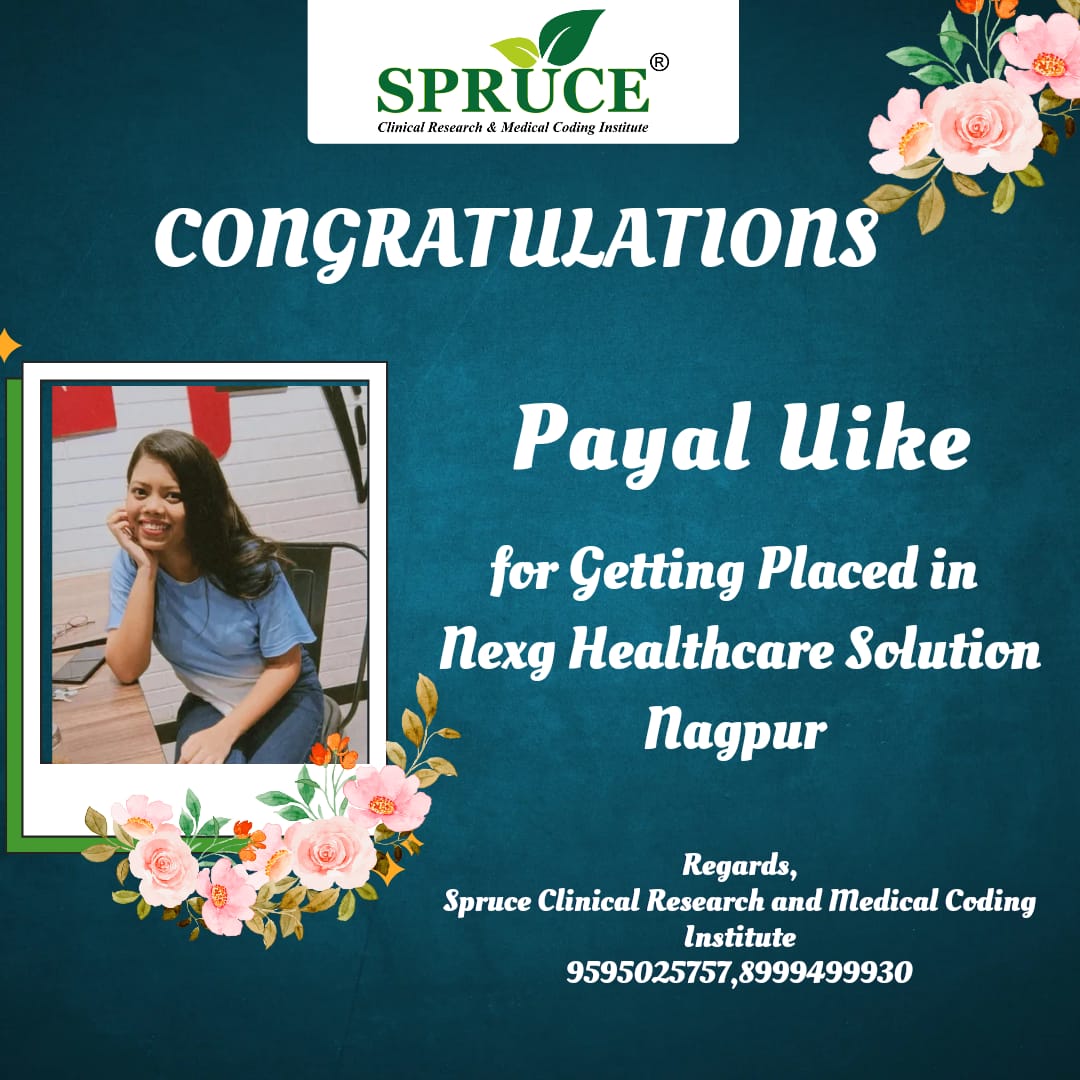 SPRUCE®
Clinical Research & Medical Coding Institute
CONGRATULATIONS
Payal Uike
for Getting Placed in
Nexg Healthcare Solution
Nagpur
Regards,
Spruce Clinical Research and Medical Coding
Institute
9595025757,8999499930